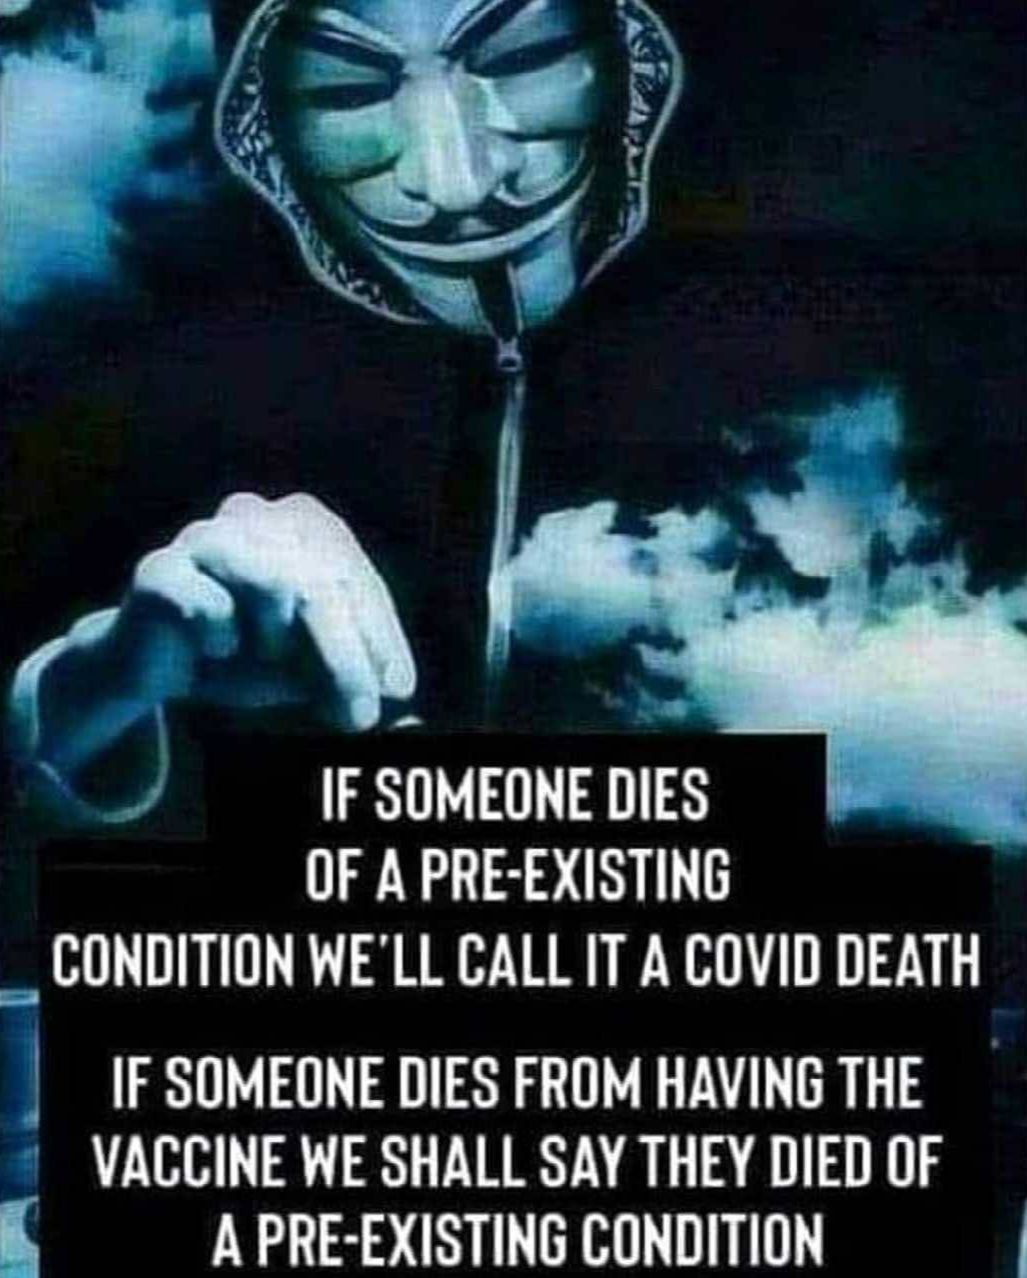 IF SOMEONE DIES
OF A PRE-EXISTING
CONDITION WE'LL CALL IT A COVID DEATH
IF SOMEONE DIES FROM HAVING THE
VACCINE WE SHALL SAY THEY DIED OF
A PRE-EXISTING CONDITION